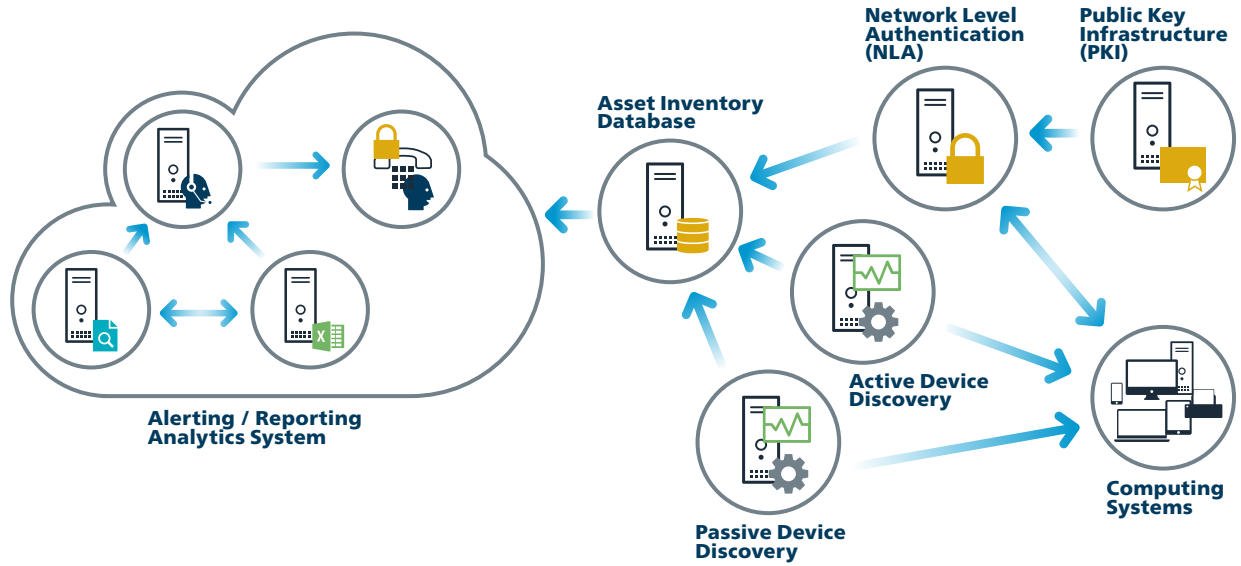 Network Level
Authentication
(NLA)
Public Key
Infrastructure
(PKI)
Asset Inventory
Database
Alerting / Reporting
Analytics System
Active Device
Discovery
Passive Device
Discovery
Computing
Systems
X